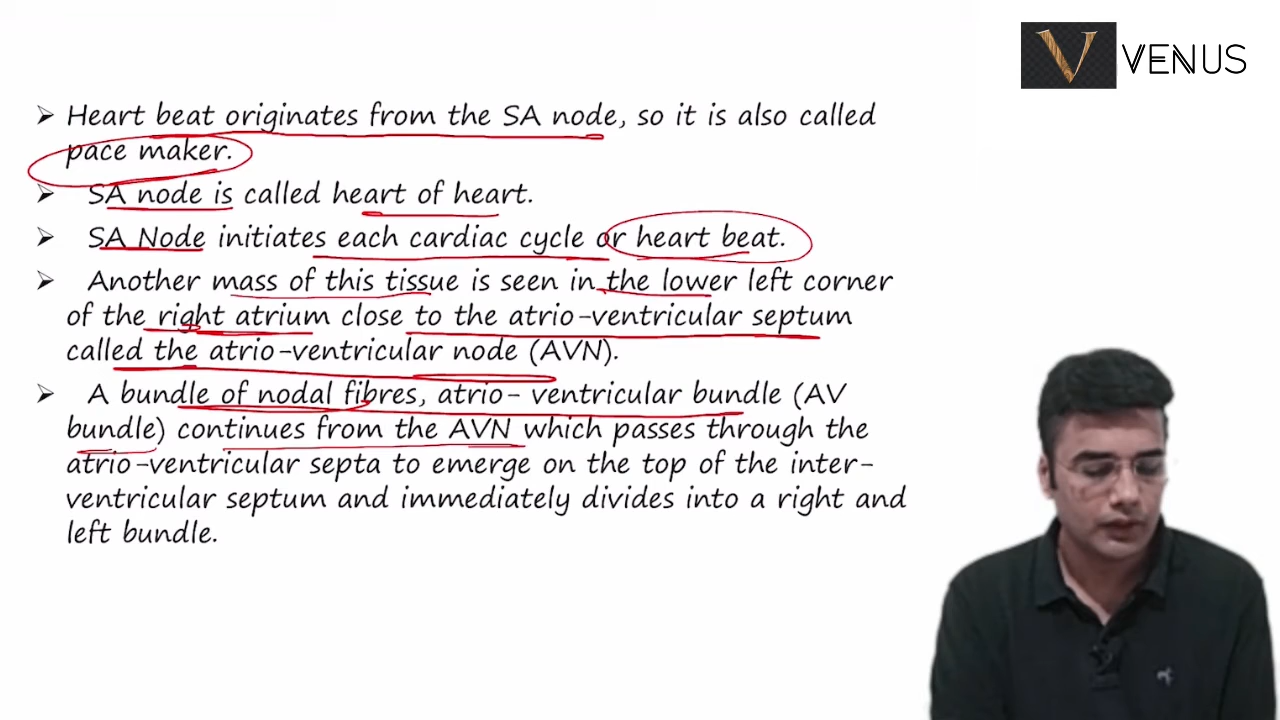 VENUS
➢ Heart beat originates from the SA node, so it is also called
pace maker.
➢ SA node is called heart of heart.
➢ SA Node initiates each cardiac cycle or heart beat.
➢ Another mass of this tissue is seen in the lower left corner
of the right atrium close to the atrio-ventricular septum
called the atrio-ventricular node (AVN).
➢ A bundle of nodal fibres, atrio- ventricular bundle (AV
bundle) continues from the AVN which passes through the
atrio-ventricular septa to emerge on the top of the inter-
ventricular septum and immediately divides into a right and
left bundle.